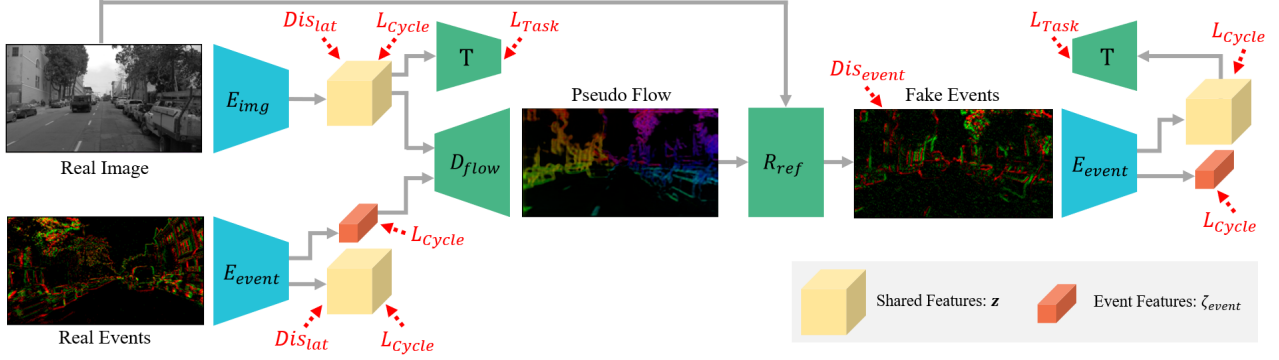 Dis_lat
L_Cycle
L_Task
T
E_img
Real Image
D_flow
Pseudo Flow
R_ref
Dis_event
Fake Events
L_Task
L_Cycle
T
E_event
L_Cycle
Real Events
E_event
L_Cycle
Dis_lat
L_Cycle
Shared Features: z
Event Features: ζ_event